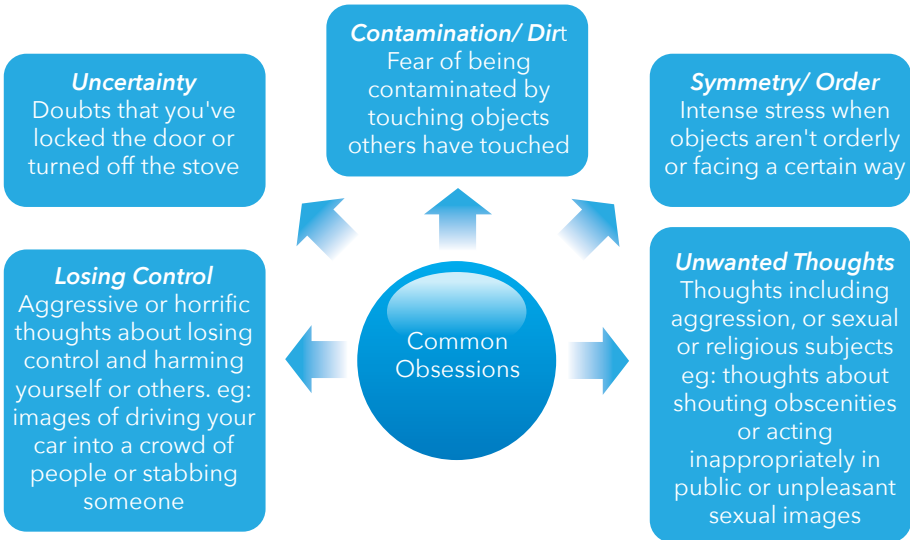 Contamination/ Dirt
Fear of being
contaminated by
touching objects
others have touched
Uncertainty
Doubts that you've
locked the door or
turned off the stove
Symmetry/ Order
Intense stress when
objects aren't orderly
or facing a certain way
Losing Control
Aggressive or horrific
thoughts about losing
control and harming
yourself or others. eg:
images of driving your
car into a crowd of
people or stabbing
someone
Common
Obsessions
Unwanted Thoughts
Thoughts including
aggression, or sexual
or religious subjects
eg: thoughts about
shouting obscenities
or acting
inappropriately in
public or unpleasant
sexual images